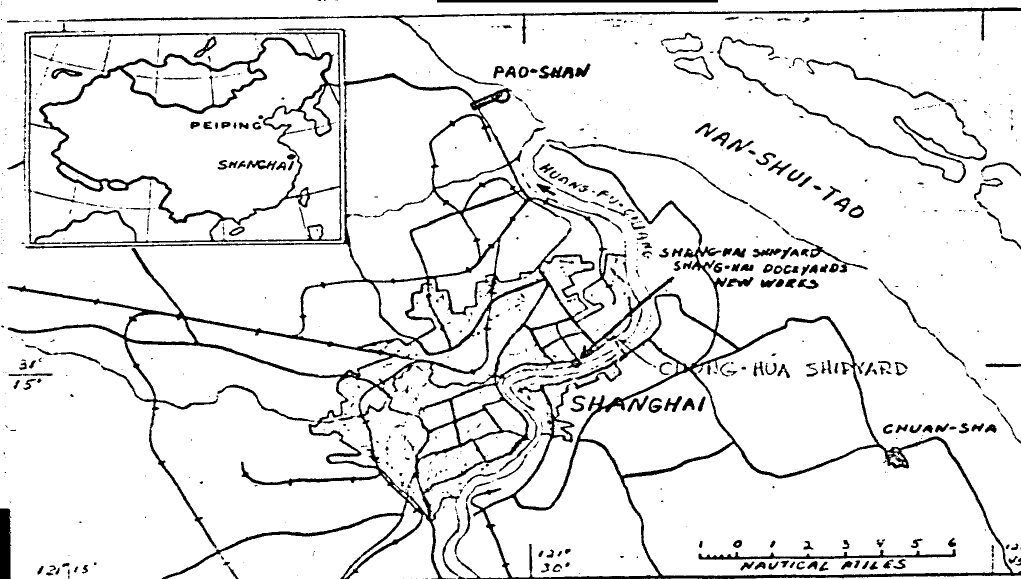 PEIPING
SHANGHAI
PAO-SHAN
NAN-SHUI-TAO
HUANG-PU-CHIANG
SHANG-HAI SHIPYARD
SHANG-HAI DOCKYARDS
NEW WORKS
31°
15°
CHUNG-HUA SHIPYARD
SHANGHAI
CHUAN-SHA
1 0 1 2 3 4 5 6
NAUTICAL MILES
121°15'
121°
30°